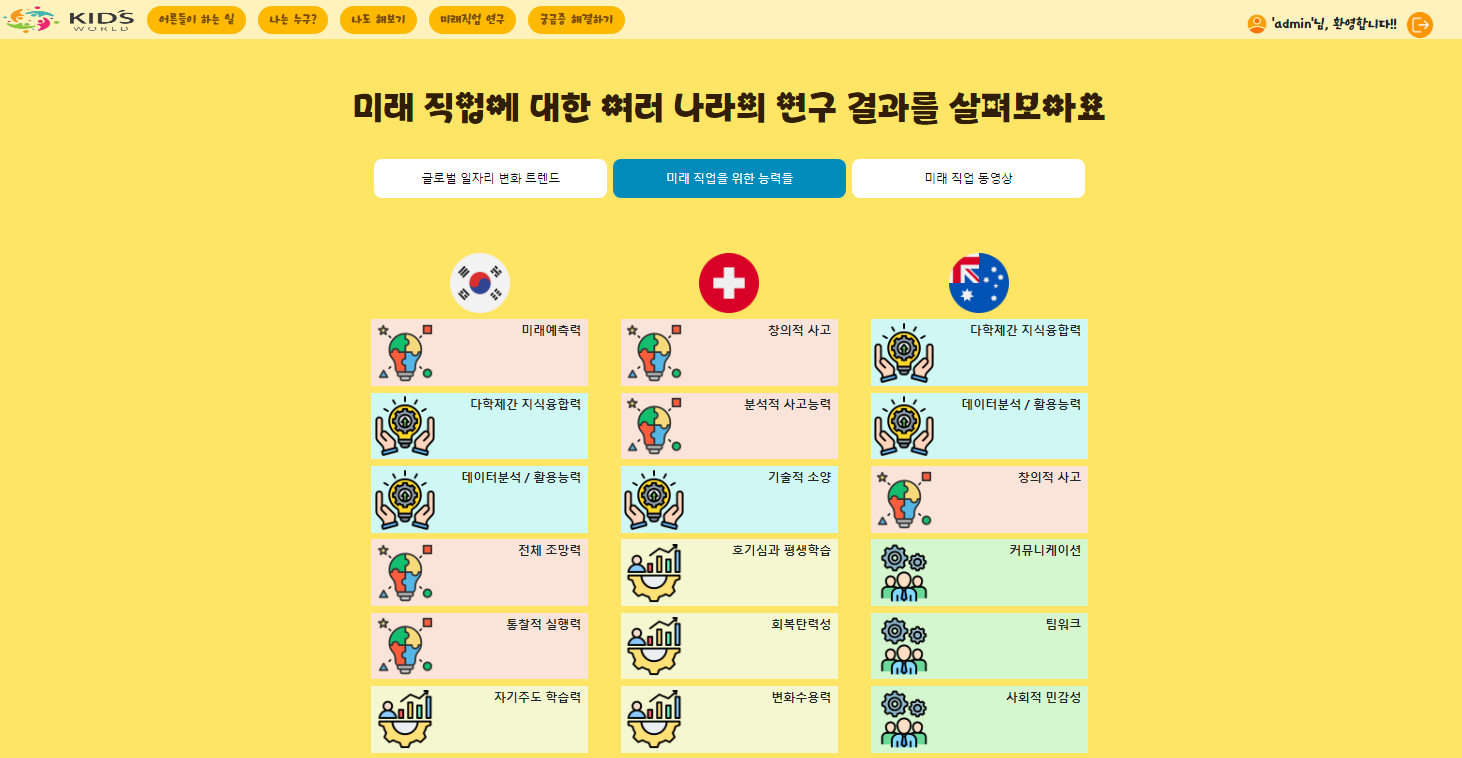 KID'S WORLD
어른들이 하는 일
나는 누구?
나도 해보기
미래직업 연구
궁금증 해결하기
'admin'님, 환영합니다!!
미래 직업에 대한 여러 나라의 연구 결과를 살펴보아요
글로벌 일자리 변화 트렌드
미래 직업을 위한 능력들
미래 직업 동영상
미래예측력
다학제간 지식융합력
데이터분석 / 활용능력
전체 조망력
통찰적 실행력
자기주도 학습력
창의적 사고
분석적 사고능력
기술적 소양
호기심과 평생학습
회복탄력성
변화수용력
다학제간 지식융합력
데이터분석 / 활용능력
창의적 사고
커뮤니케이션
팀워크
사회적 민감성